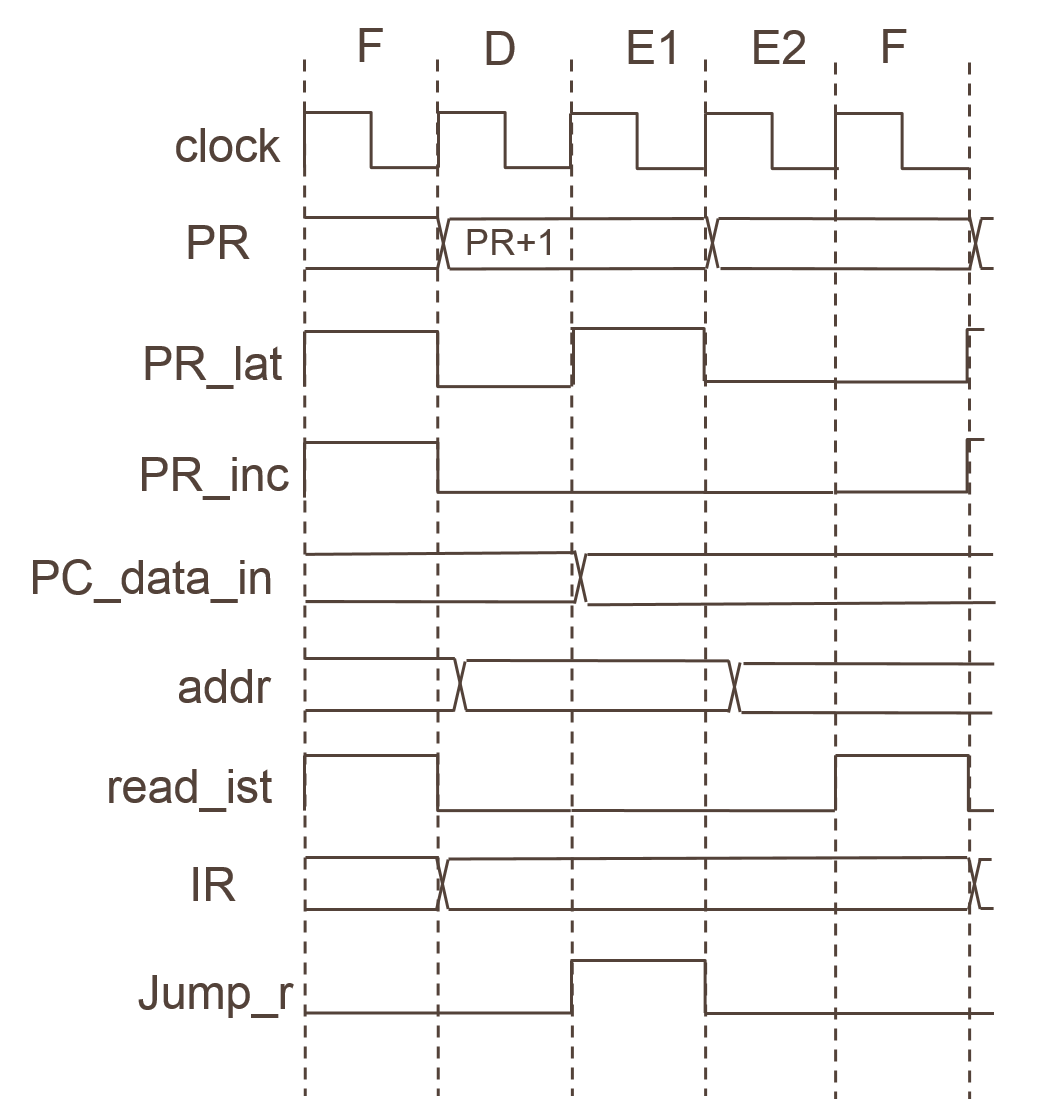 F D E1 E2 F
clock
PR PR+1
PR_lat
PR_inc
PC_data_in
addr
read_ist
IR
Jump_r